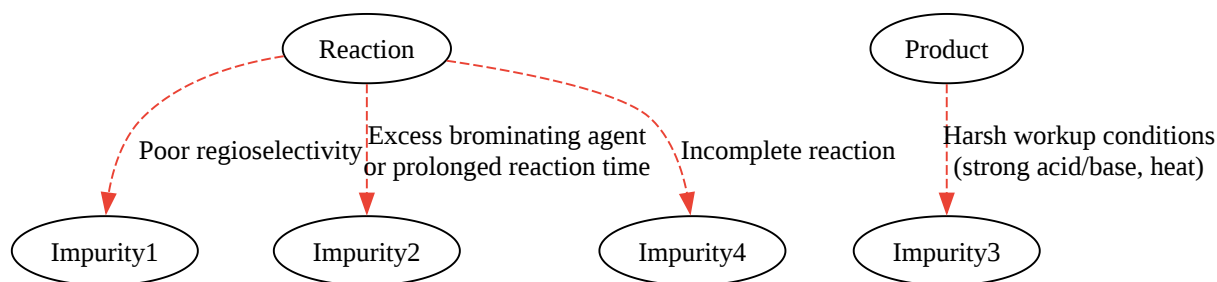 Reaction
Product
Poor regioselectivity
Excess brominating agent
or prolonged reaction time
Incomplete reaction
Harsh workup conditions
(strong acid/base, heat)
Impurity1
Impurity2
Impurity4
Impurity3